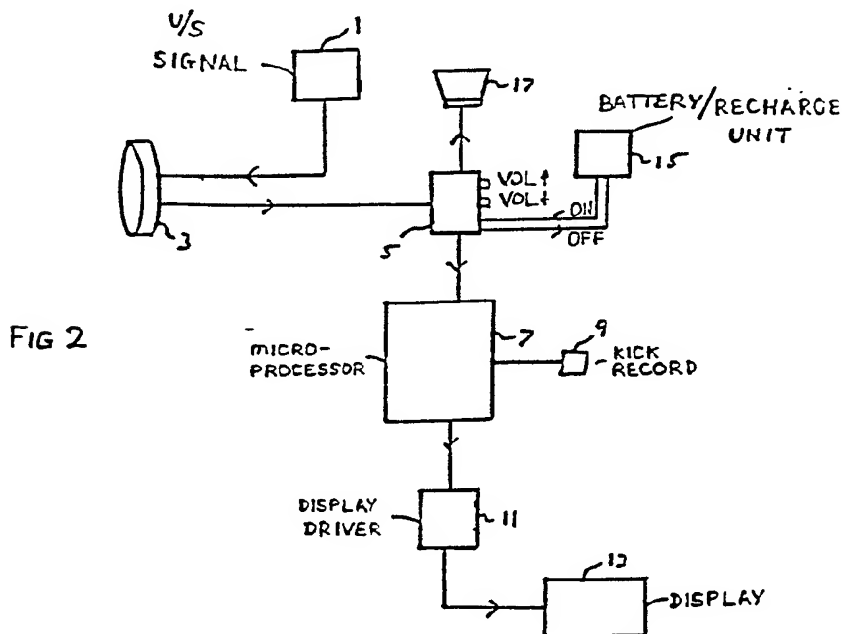 U/S
SIGNAL
1
17
BATTERY/RECHARGE
UNIT
15
VOL↑
VOL↓
ON
OFF
3
5
FIG 2
MICRO-
PROCESSOR
7
9
KICK
RECORD
DISPLAY
DRIVER
11
13
DISPLAY